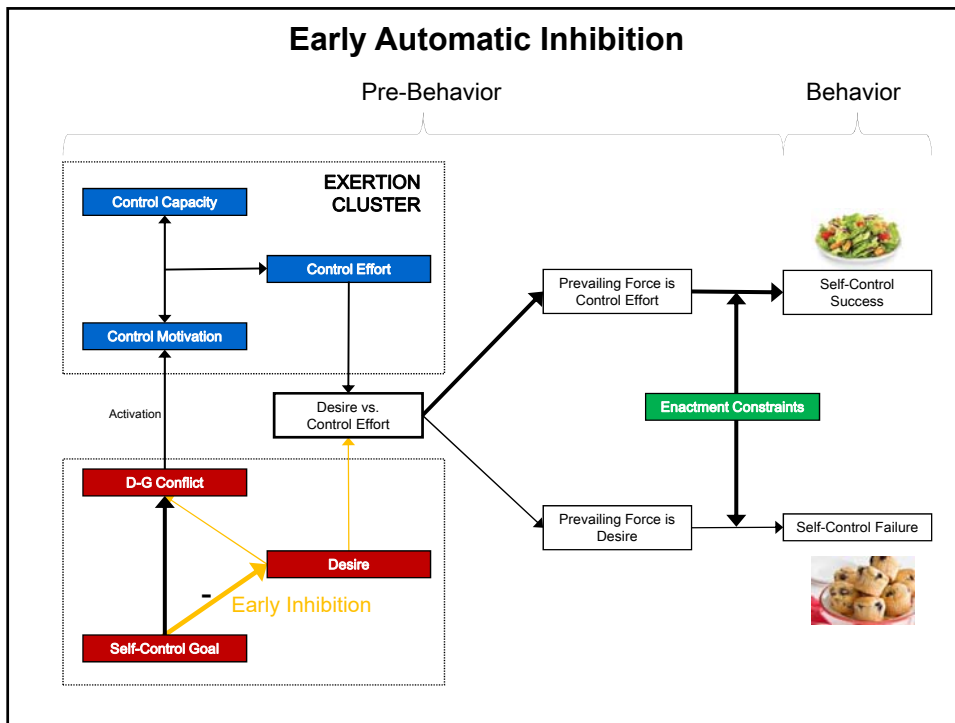 Early Automatic Inhibition
Pre-Behavior
Behavior
EXERTION
CLUSTER
Control Capacity
Control Effort
Control Motivation
Prevailing Force is
Control Effort
Self-Control
Success
Activation
Desire vs.
Control Effort
Enactment Constraints
D-G Conflict
Prevailing Force is
Desire
Self-Control Failure
Desire
-
Early Inhibition
Self-Control Goal